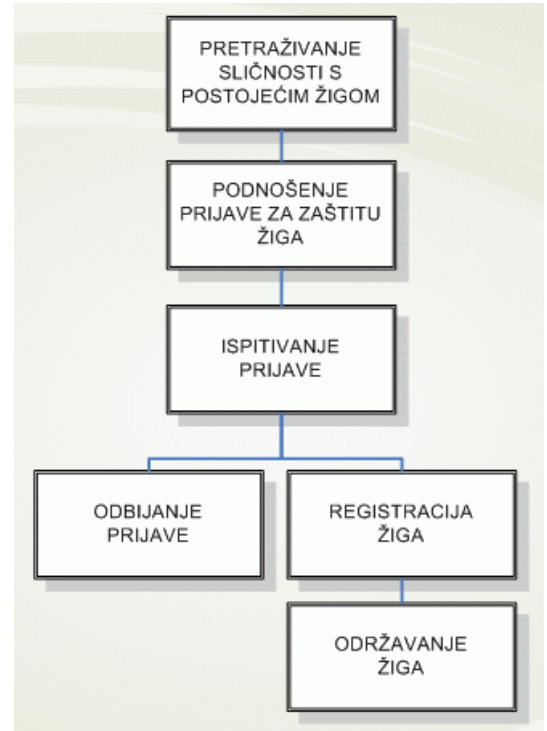 PRETRAŽIVANJE
SLIČNOSTI S
POSTOJEĆIM ŽIGOM
PODNOŠENJE
PRIJAVE ZA ZAŠTITU
ŽIGA
ISPITIVANJE
PRIJAVE
ODBIJANJE
PRIJAVE
REGISTRACIJA
ŽIGA
ODRŽAVANJE
ŽIGA